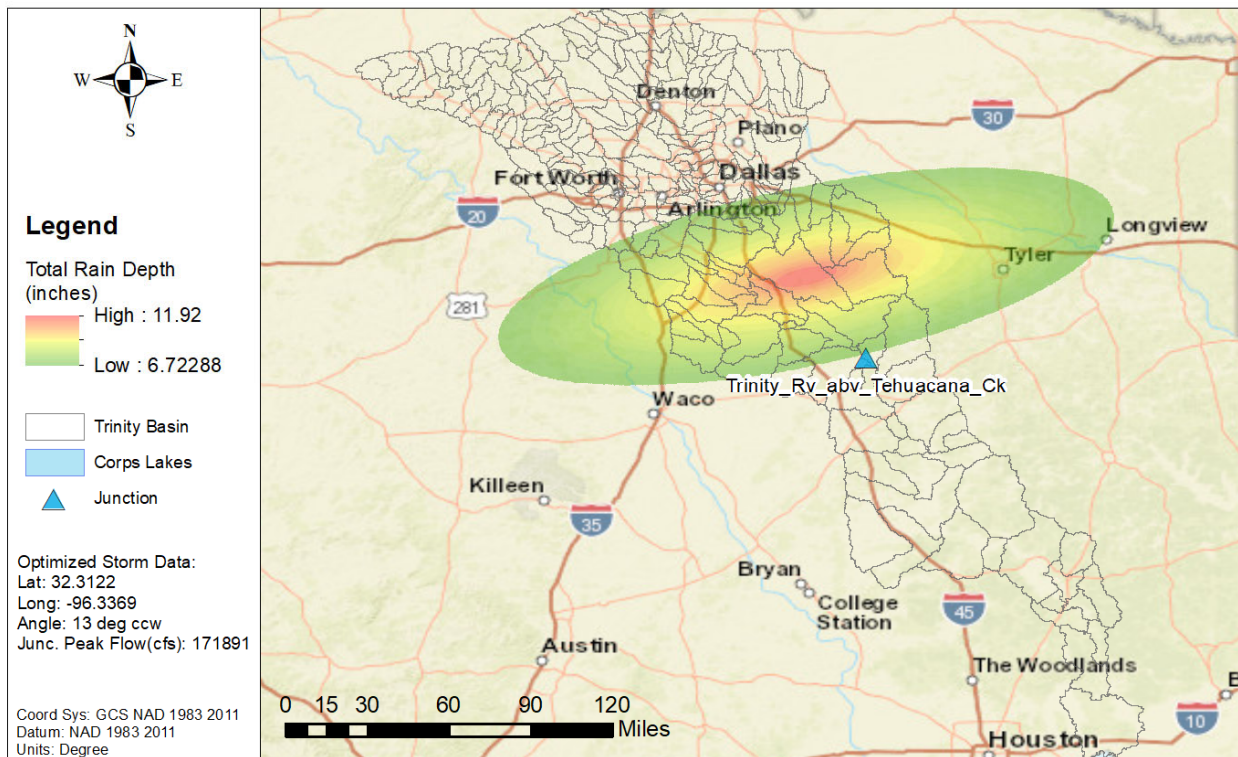 N
W
E
S
Legend
Total Rain Depth
(inches)
High : 11.92
Low : 6.72288
Trinity Basin
Corps Lakes
Junction
Optimized Storm Data:
Lat: 32.3122
Long: -96.3369
Angle: 13 deg ccw
Junc. Peak Flow(cfs): 171891
Coord Sys: GCS NAD 1983 2011
Datum: NAD 1983 2011
Units: Degree
Denton
Plano
30
Dallas
Fort Worth
Arlington
20
Longview
Tyler
281
Trinity_Rv_abv_Tehuacana_Ck
Waco
Killeen
35
Bryan
College
Station
45
Austin
The Woodlands
B
10
Houston
0 15 30 60 90 120
Miles